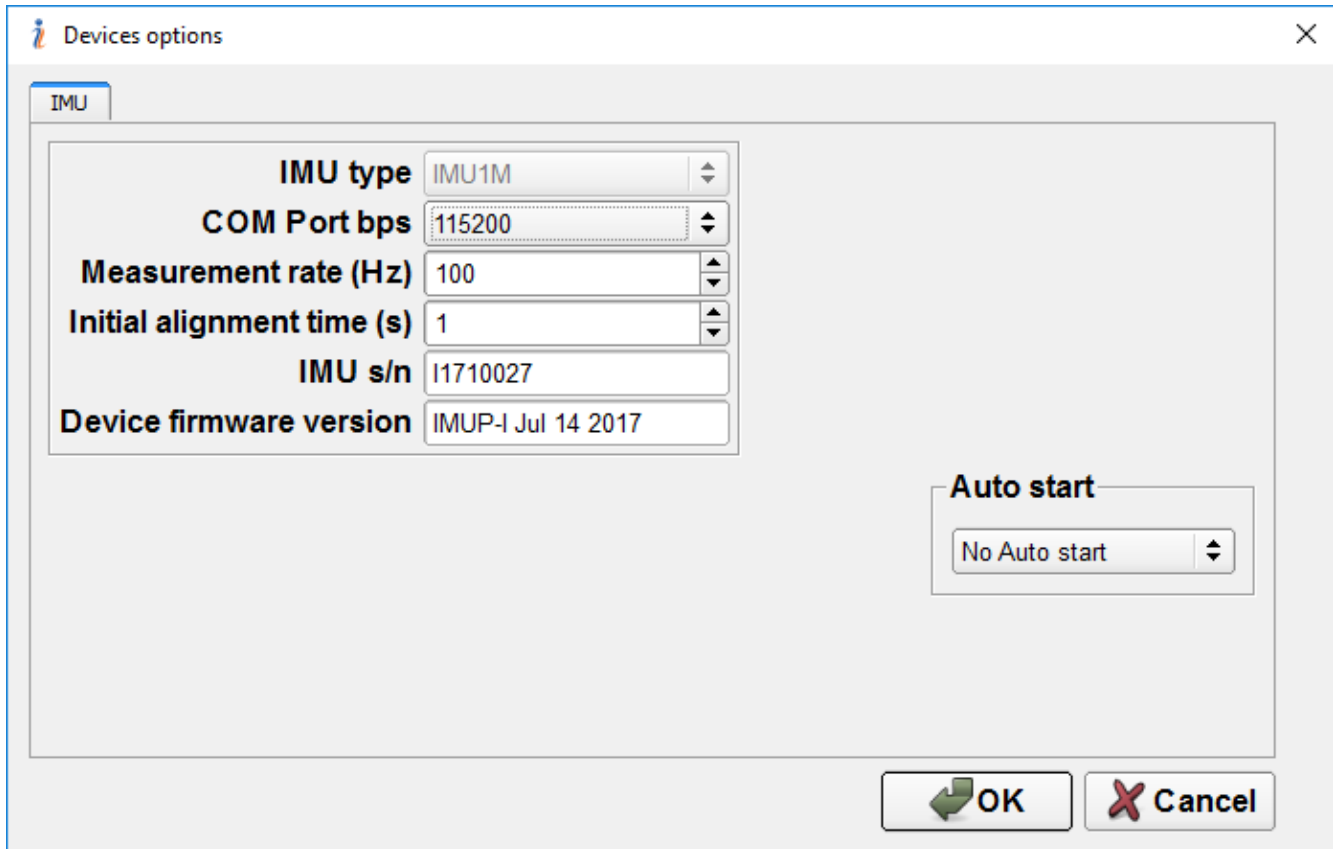 Devices options
IMU
IMU type IMU1M
COM Port bps 115200
Measurement rate (Hz) 100
Initial alignment time (s) 1
IMU s/n I1710027
Device firmware version IMUP-I Jul 14 2017
Auto start
No Auto start
OK Cancel